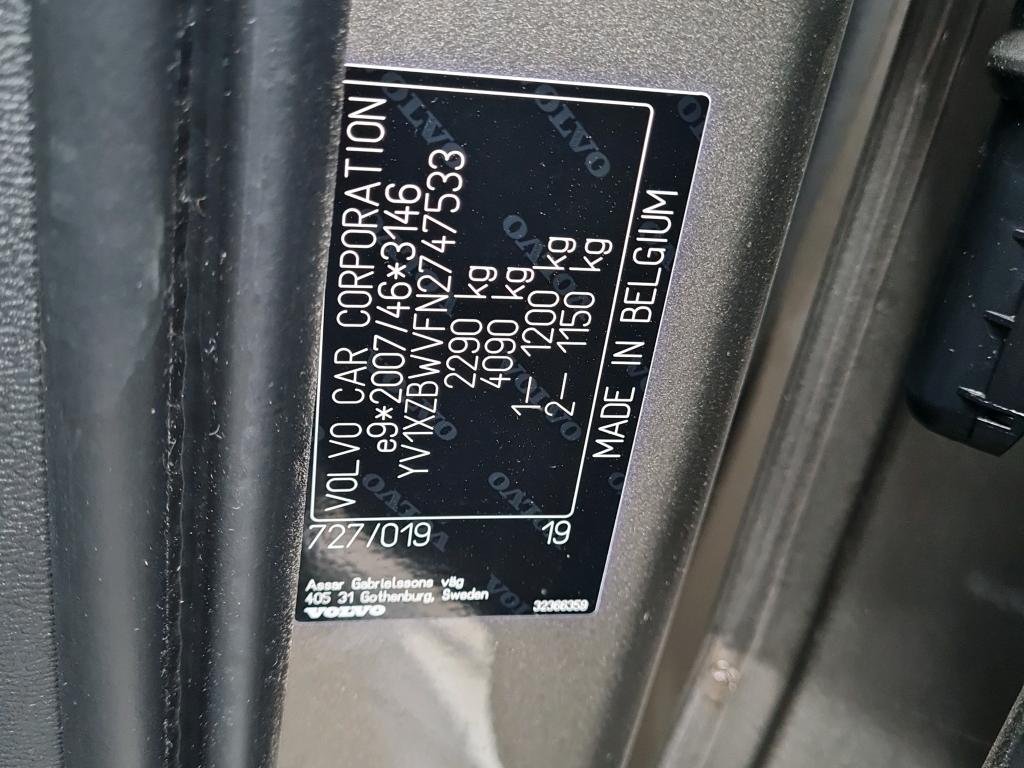 VOLVO CAR CORPORATION
e9*2007/46*3146
YV1XZBWVFN2747533
2290 kg
4090 kg
1— 1200 kg
2— 1150 kg
MADE IN BELGIUM
727/019 19
Assar Gabrielssons väg
405 31 Gothenburg, Sweden
VOLVO 32366359